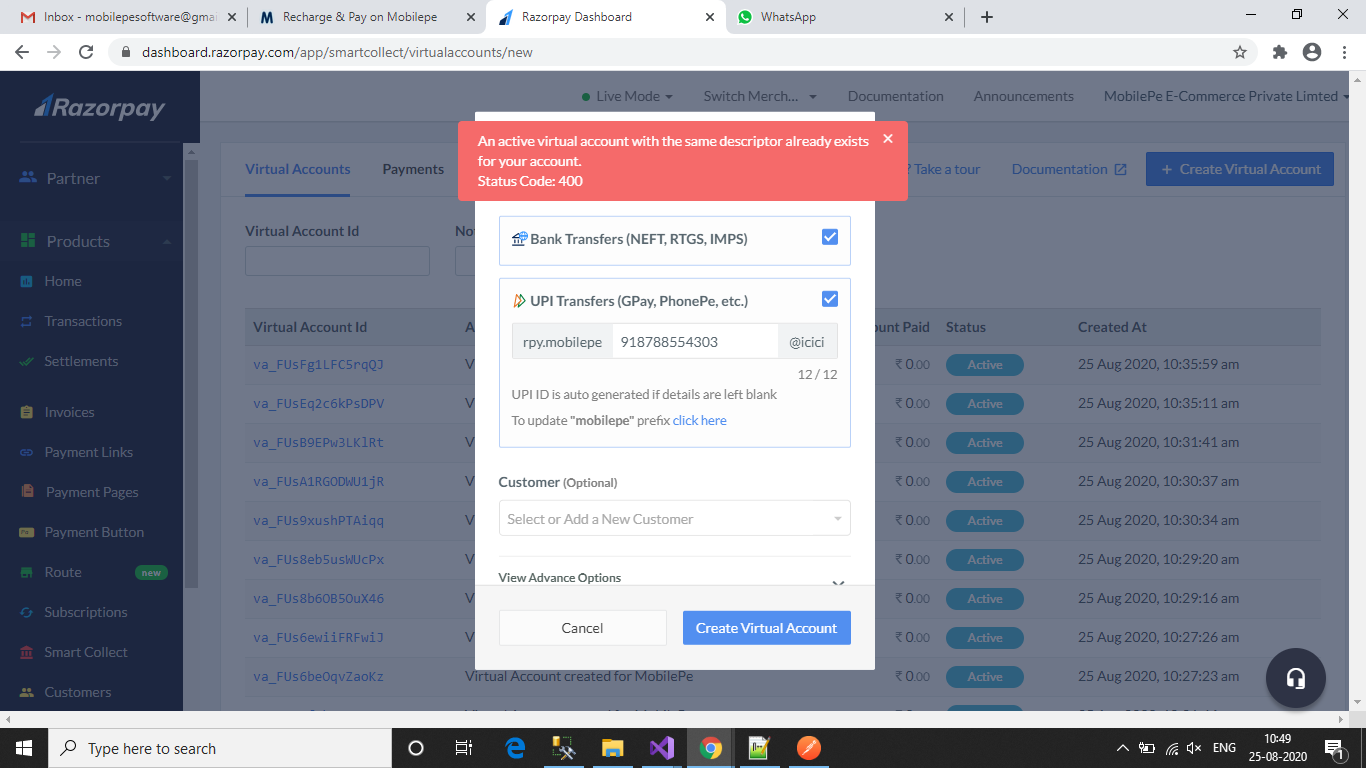 Inbox - mobilepesoftware@gmai
Recharge & Pay on Mobilepe
Razorpay Dashboard
WhatsApp
dashboard.razorpay.com/app/smartcollect/virtualaccounts/new
Razorpay
Live Mode
Switch Merch...
Documentation
Announcements
MobilePe E-Commerce Private Limted
An active virtual account with the same descriptor already exists
for your account.
Status Code: 400
Partner
Products
Home
Transactions
Settlements
Invoices
Payment Links
Payment Pages
Payment Button
Route new
Subscriptions
Smart Collect
Customers
Virtual Accounts
Payments
? Take a tour
Documentation
+ Create Virtual Account
Virtual Account Id
No
Bank Transfers (NEFT, RTGS, IMPS)
UPI Transfers (GPay, PhonePe, etc.)
rpy.mobilepe 918788554303 @icici
12 / 12
UPI ID is auto generated if details are left blank
To update "mobilepe" prefix click here
Customer (Optional)
Select or Add a New Customer
View Advance Options
Cancel
Create Virtual Account
Virtual Account Id A ount Paid Status Created At
va_FUsFg1LFC5rqQJ V ₹ 0.00 Active 25 Aug 2020, 10:35:59 am
va_FUsEq2c6kPsDPV V ₹ 0.00 Active 25 Aug 2020, 10:35:11 am
va_FUsB9EPw3LKlRt V ₹ 0.00 Active 25 Aug 2020, 10:31:41 am
va_FUsA1RGODWU1jR V ₹ 0.00 Active 25 Aug 2020, 10:30:37 am
va_FUs9xushPTAiqq V ₹ 0.00 Active 25 Aug 2020, 10:30:34 am
va_FUs8eb5usWUcPx V ₹ 0.00 Active 25 Aug 2020, 10:29:20 am
va_FUs8b6OB5OuX46 V ₹ 0.00 Active 25 Aug 2020, 10:29:16 am
va_FUs6ewiiFRFwiJ V ₹ 0.00 Active 25 Aug 2020, 10:27:26 am
va_FUs6beOqvZaoKz Virtual Account created for MobilePe ₹ 0.00 Active 25 Aug 2020, 10:27:23 am
Type here to search
ENG
10:49
25-08-2020
1